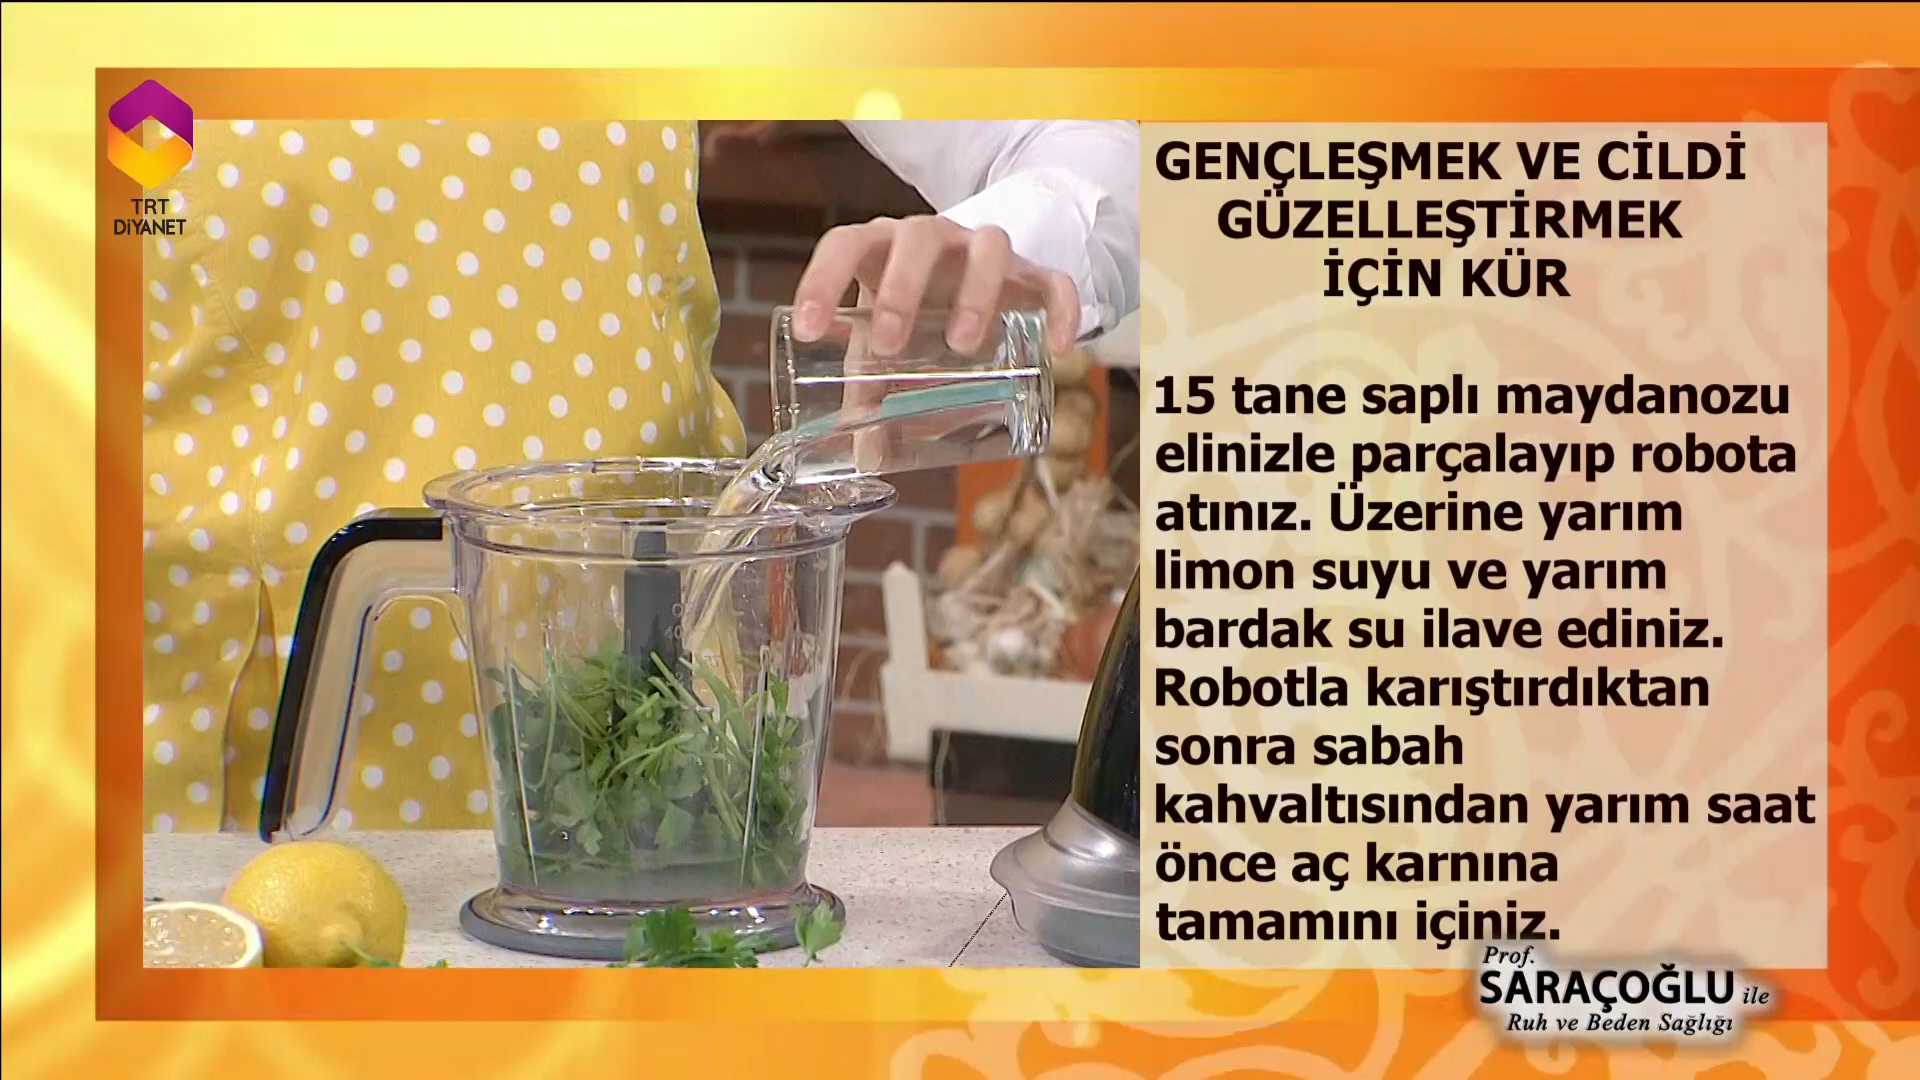 TRT
DİYANET
GENÇLEŞMEK VE CİLDİ
GÜZELLEŞTİRMEK
İÇİN KÜR
15 tane saplı maydanozu
elinizle parçalayıp robota
atınız. Üzerine yarım
limon suyu ve yarım
bardak su ilave ediniz.
Robotla karıştırdıktan
sonra sabah
kahvaltısından yarım saat
önce aç karnına
tamamını içiniz.
Prof.
SARAÇOĞLU ile
Ruh ve Beden Sağlığı